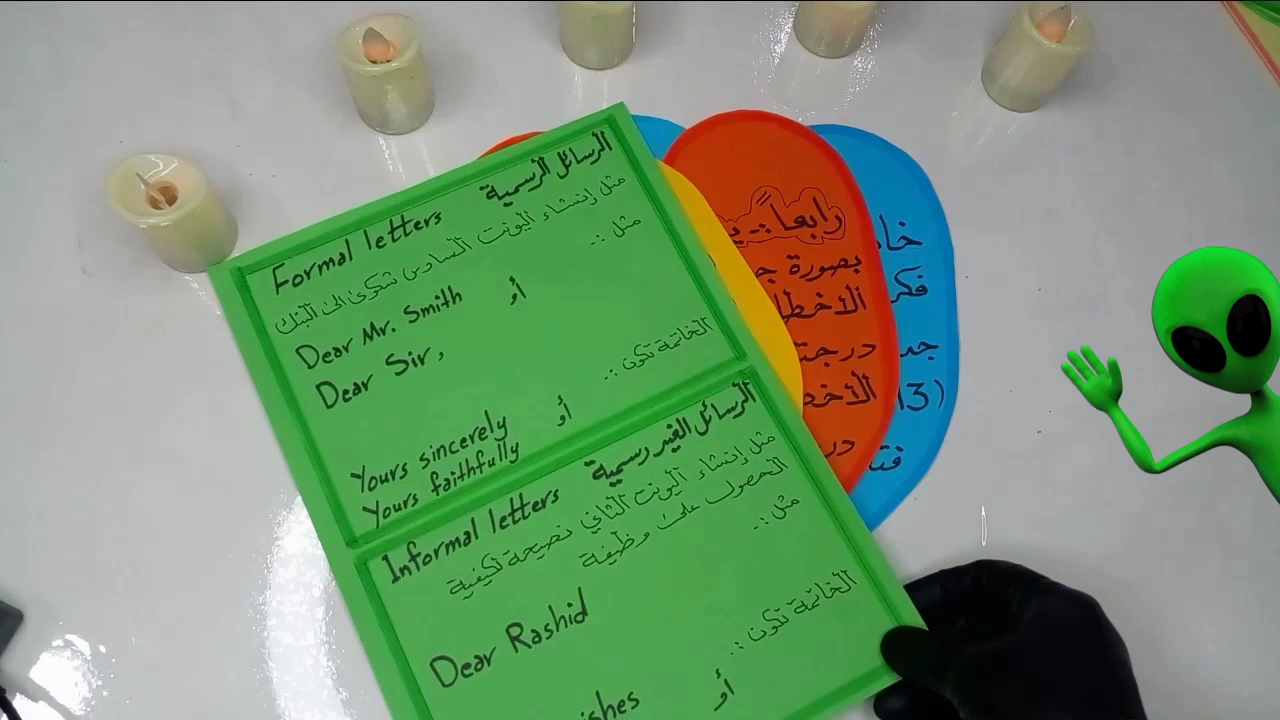 Formal letters الرسائل الرسمية
مثل إنشاء اليونت السادس شكوى الى البنك
مثل :-
Dear Mr. Smith أو
Dear Sir,
الخاتمة تكون :-
Yours sincerely أو
Yours faithfully
Informal letters الرسائل الغير رسمية
مثل إنشاء اليونت الثاني نصيحة لكيفية
الحصول على وظيفة
مثل :-
Dear Rashid
الخاتمة تكون :-
أو
رابعاً
بصورة
درجة
13)